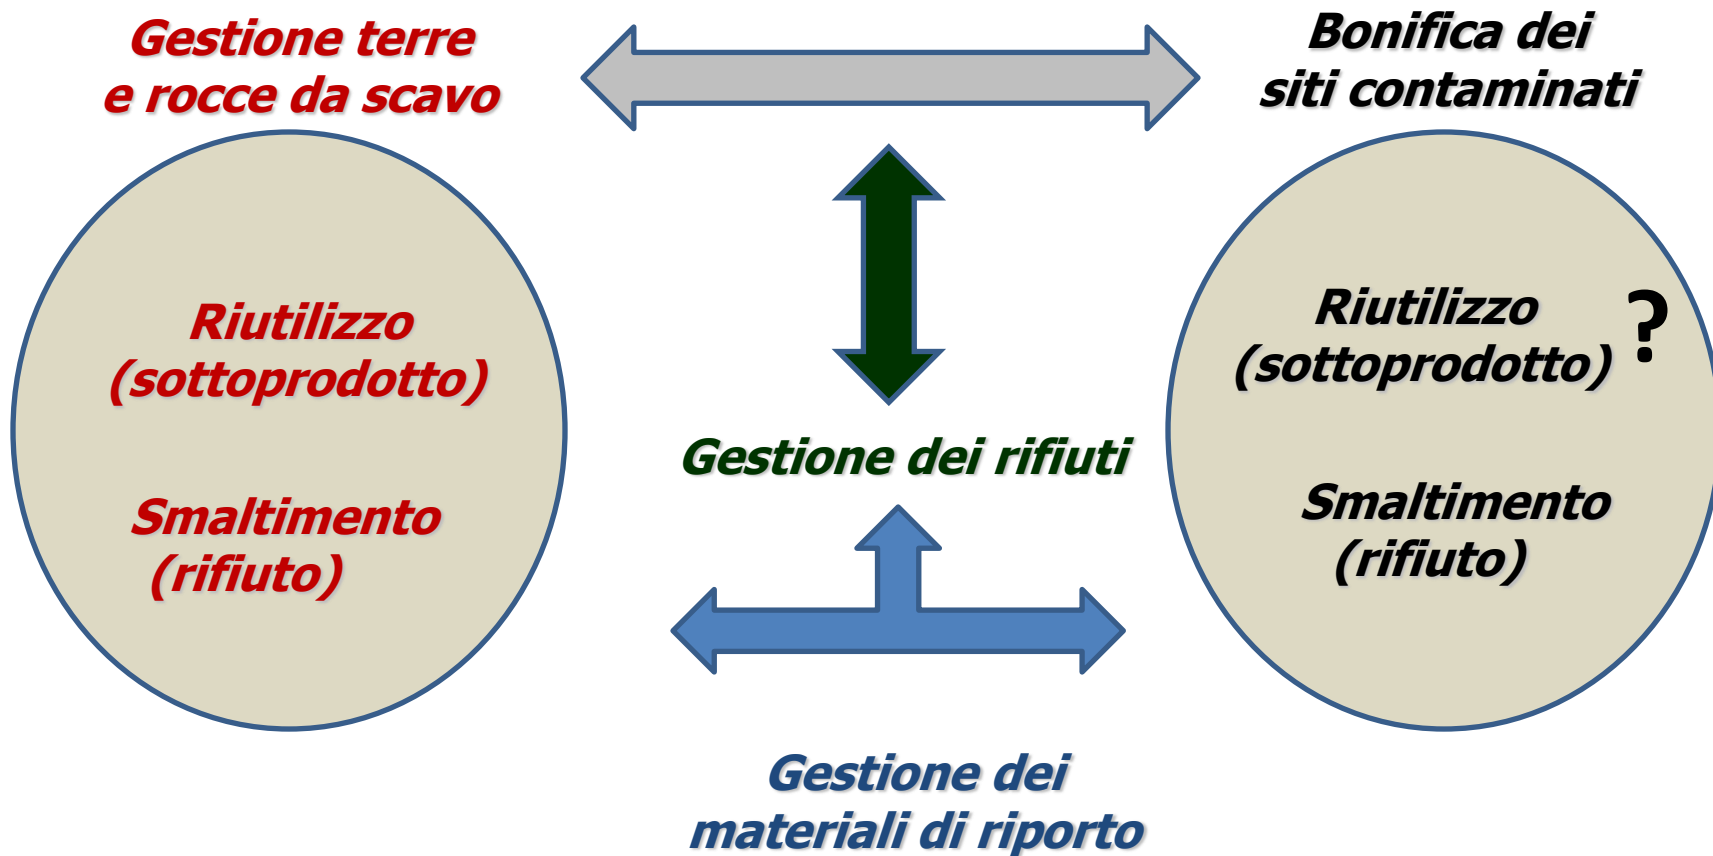 Gestione terre
e rocce da scavo
Bonifica dei
siti contaminati
Riutilizzo
(sottoprodotto)
Smaltimento
(rifiuto)
Gestione dei rifiuti
Riutilizzo
(sottoprodotto) ?
Smaltimento
(rifiuto)
Gestione dei
materiali di riporto